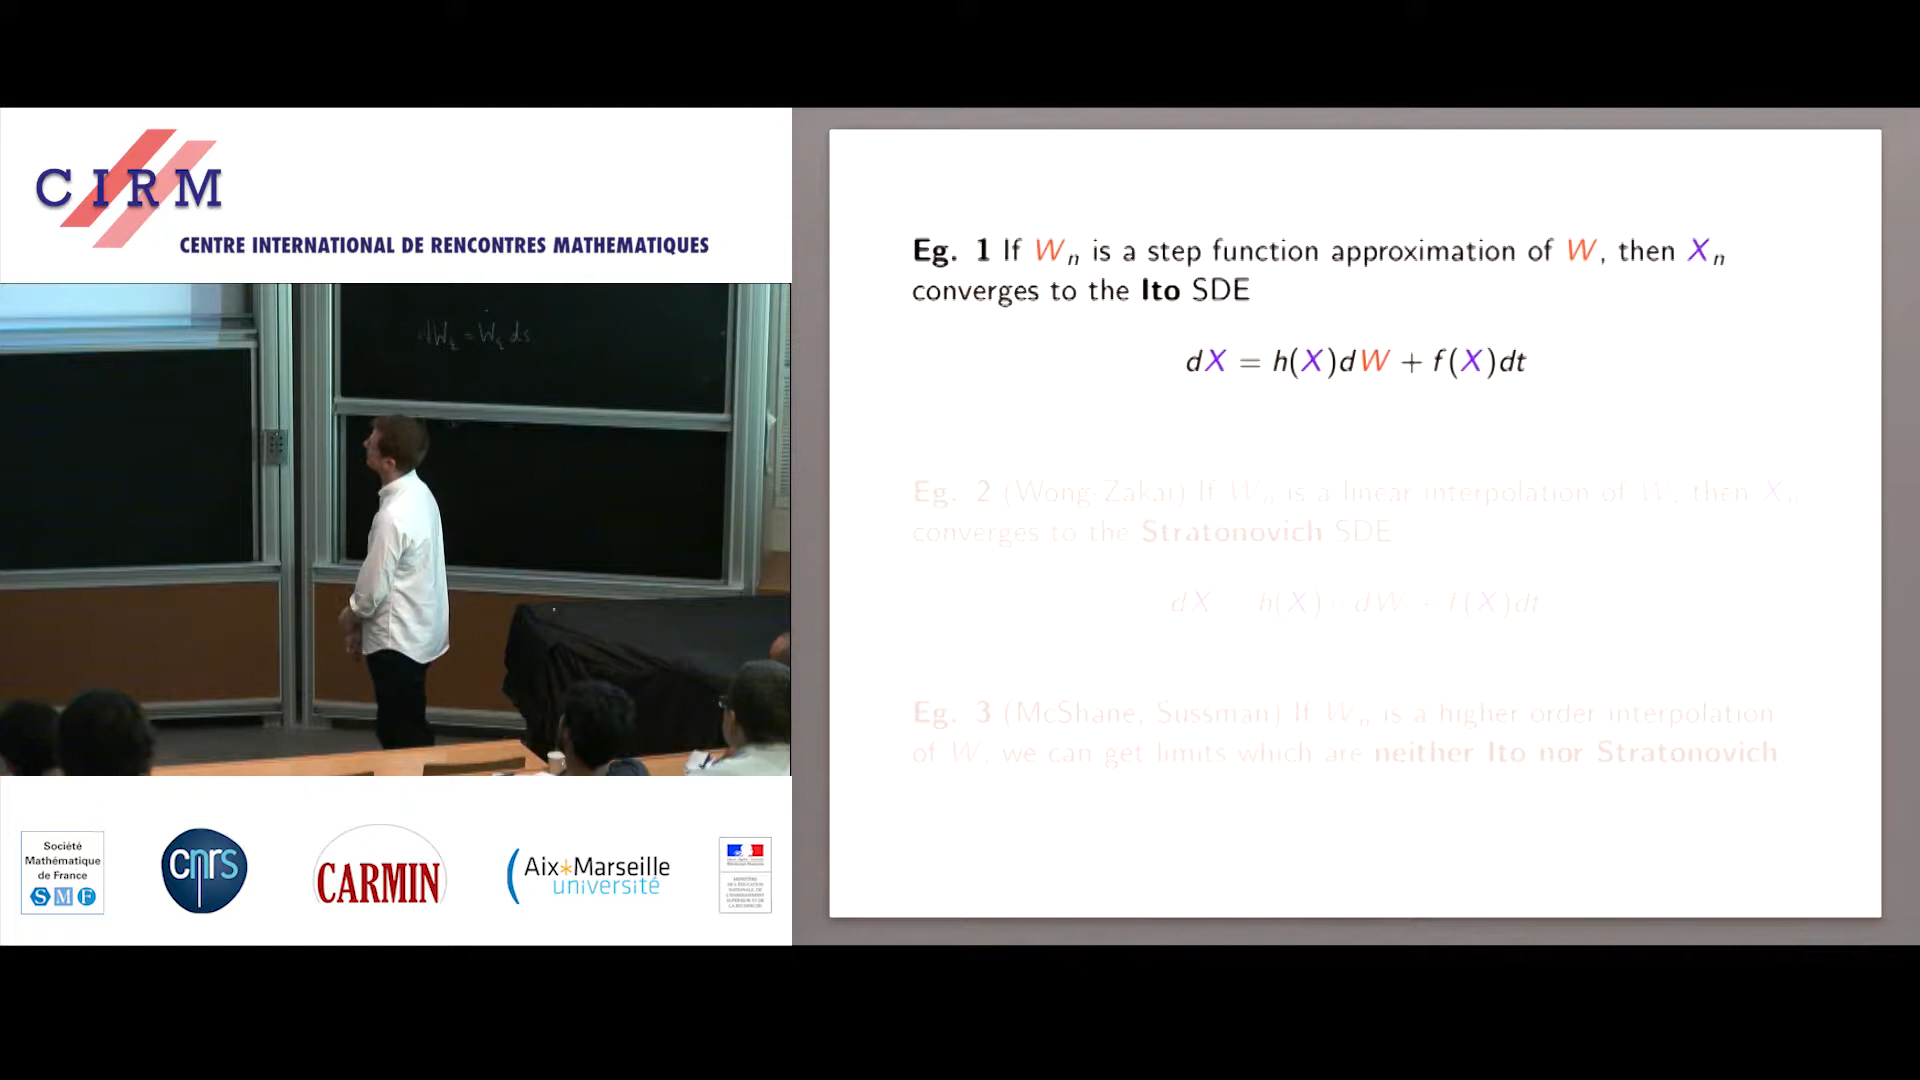 CIRM
CENTRE INTERNATIONAL DE RENCONTRES MATHEMATIQUES
Société
Mathématique
de France
SMF
cnrs
CARMIN
Aix*Marseille
université
Eg. 1 If Wₙ is a step function approximation of W, then Xₙ
converges to the Ito SDE
dX = h(X)dW + f(X)dt
Eg. 2 (Wong-Zakai) If Wₙ is a linear interpolation of W, then Xₙ
converges to the Stratonovich SDE
dX h(X) dW f(X)dt
Eg. 3 (McShane, Sussman) If Wₙ is a higher order interpolation
of W, we can get limits which are neither Ito nor Stratonovich